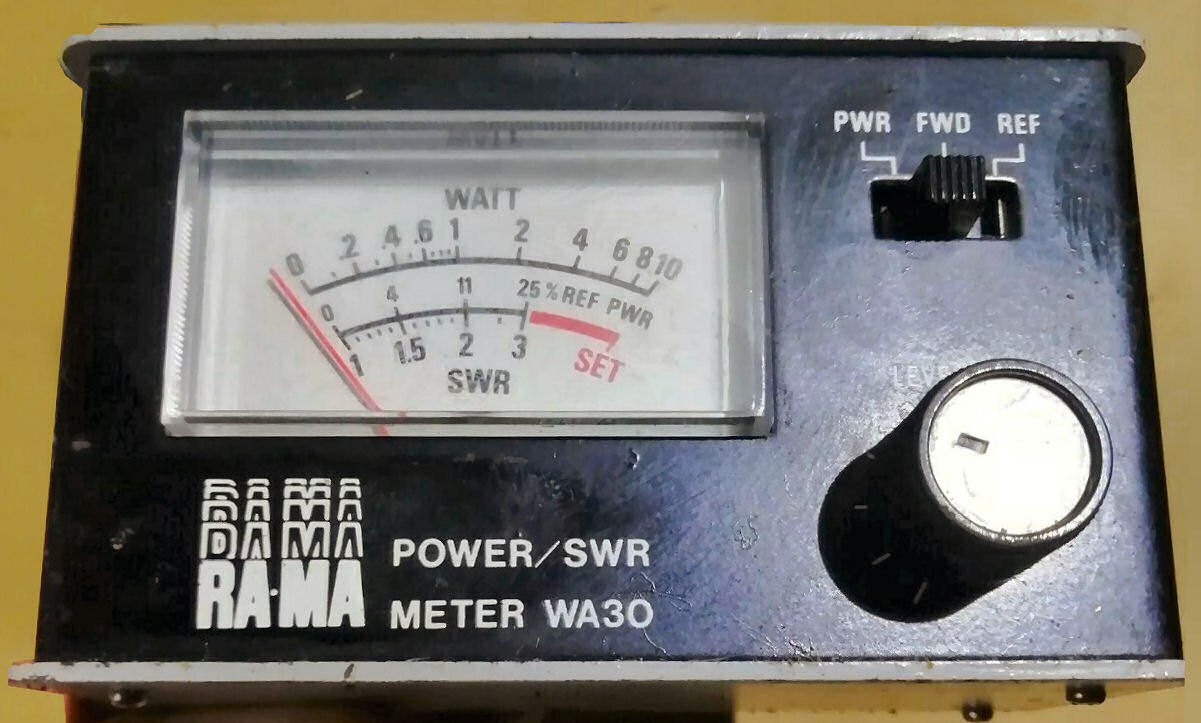 WATT
0 .2 .4 .6 1 2 4 6 8 10
0 4 11 25 % REF PWR
1 1.5 2 3 SET
SWR
PWR FWD REF
RA·MA
POWER/SWR
METER WA30